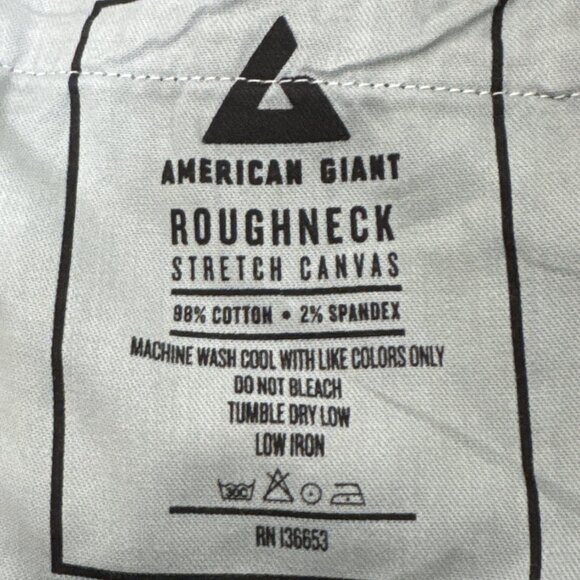 AMERICAN GIANT
ROUGHNECK
STRETCH CANVAS
98% COTTON • 2% SPANDEX
MACHINE WASH COOL WITH LIKE COLORS ONLY
DO NOT BLEACH
TUMBLE DRY LOW
LOW IRON
30C
RN 136653